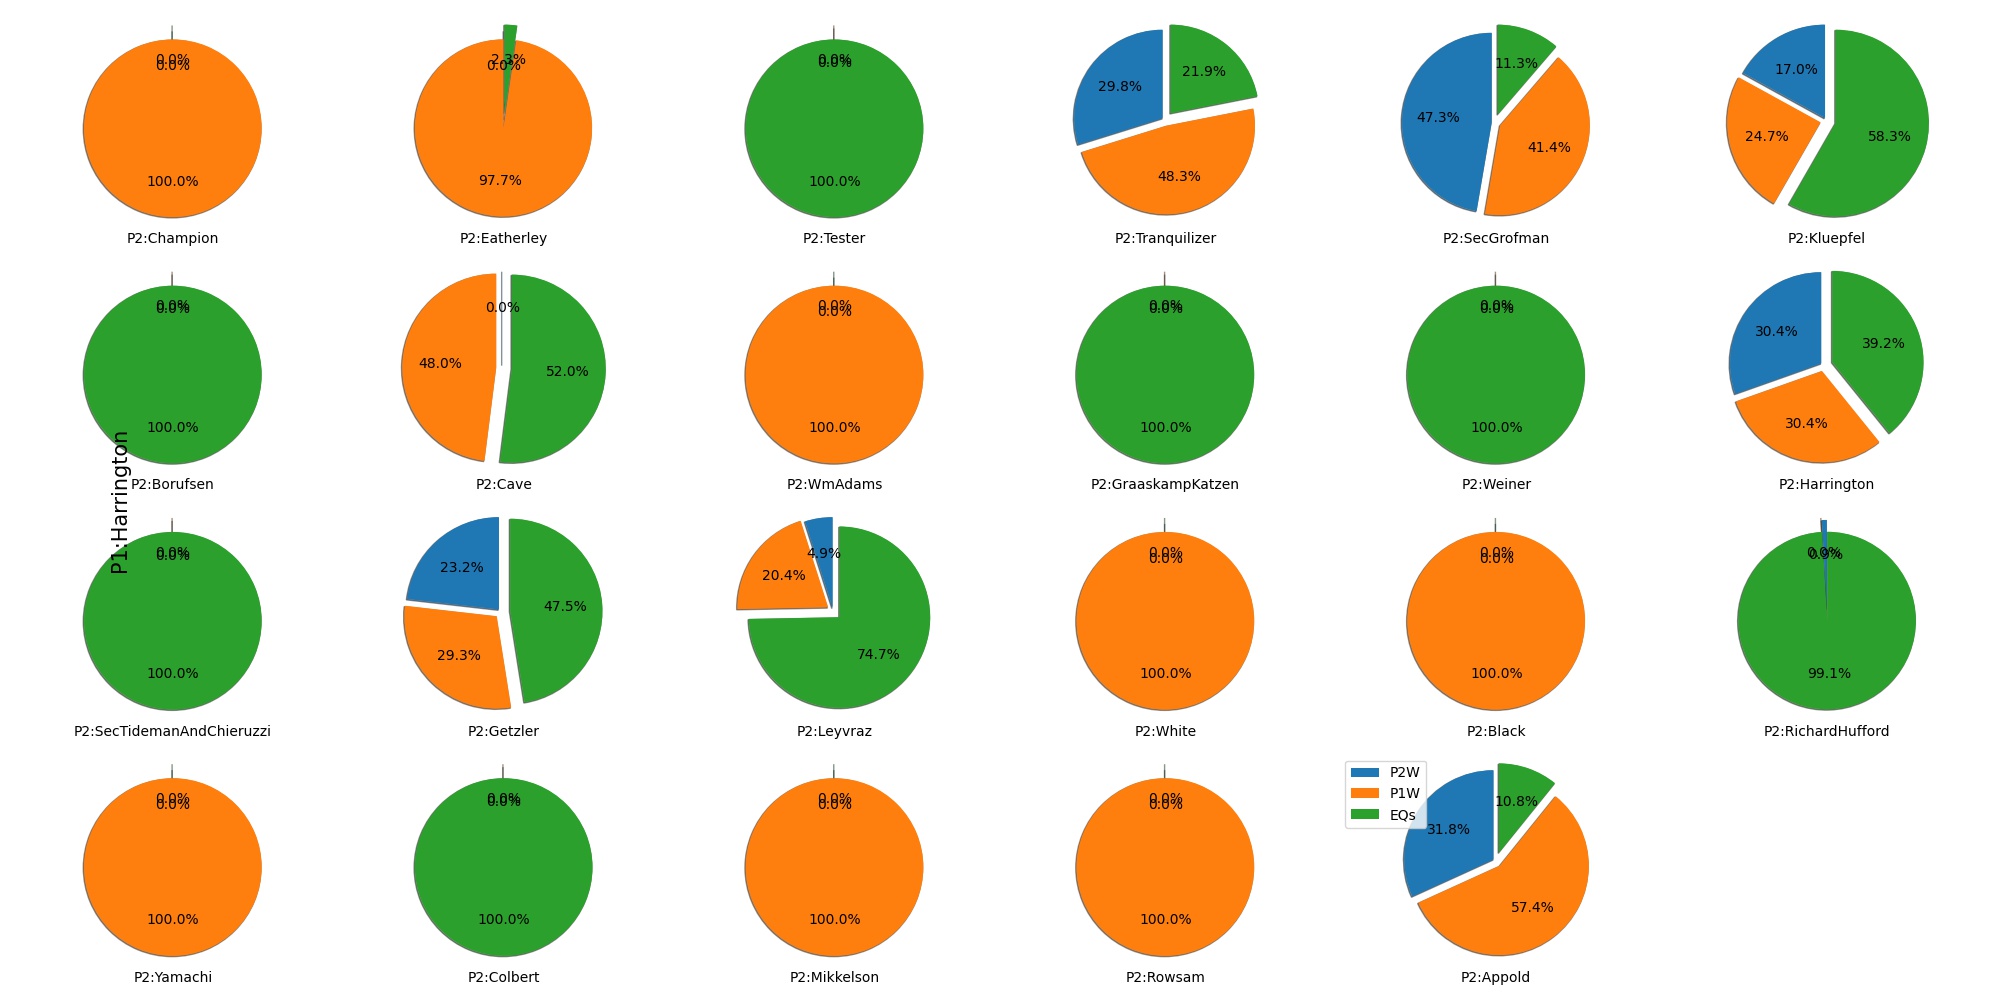 0.0%
0.0%
100.0%
P2:Champion
2.3%
0.0%
97.7%
P2:Eatherley
0.0%
0.0%
100.0%
P2:Tester
29.8%
21.9%
48.3%
P2:Tranquilizer
11.3%
47.3%
41.4%
P2:SecGrofman
17.0%
24.7%
58.3%
P2:Kluepfel
0.0%
0.0%
100.0%
P2:Borufsen
0.0%
48.0%
52.0%
P2:Cave
0.0%
0.0%
100.0%
P2:WmAdams
0.0%
0.0%
100.0%
P2:GraaskampKatzen
0.0%
0.0%
100.0%
P2:Weiner
30.4%
39.2%
30.4%
P2:Harrington
P1:Harrington
0.0%
0.0%
100.0%
P2:SecTidemanAndChieruzzi
23.2%
47.5%
29.3%
P2:Getzler
4.9%
20.4%
74.7%
P2:Leyvraz
0.0%
0.0%
100.0%
P2:White
0.0%
0.0%
100.0%
P2:Black
0.0%
0.9%
99.1%
P2:RichardHufford
0.0%
0.0%
100.0%
P2:Yamachi
0.0%
0.0%
100.0%
P2:Colbert
0.0%
0.0%
100.0%
P2:Mikkelson
0.0%
0.0%
100.0%
P2:Rowsam
P2W
P1W
EQs
10.8%
31.8%
57.4%
P2:Appold